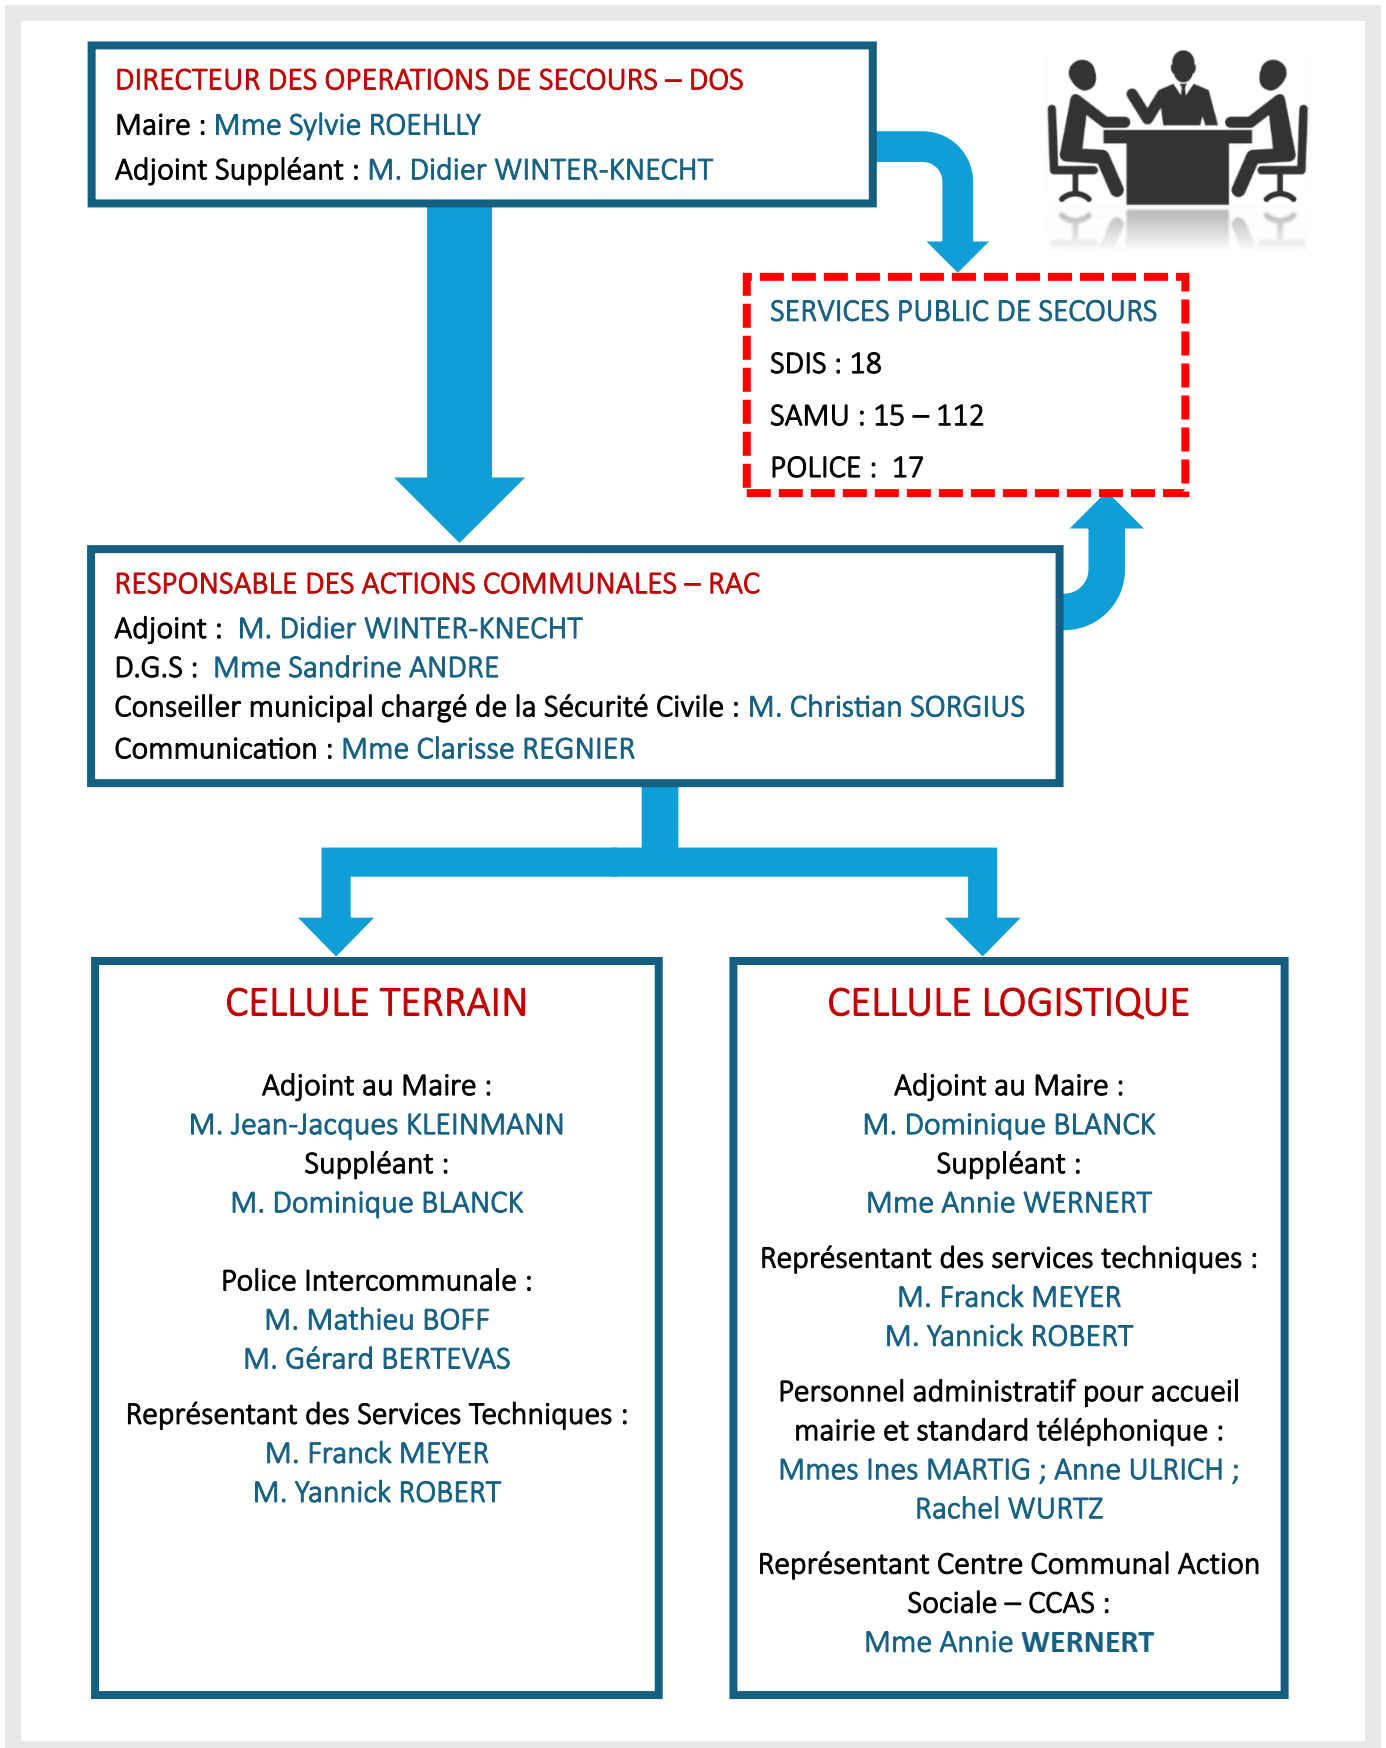 DIRECTEUR DES OPERATIONS DE SECOURS – DOS
Maire : Mme Sylvie ROEHLLY
Adjoint Suppléant : M. Didier WINTER-KNECHT
SERVICES PUBLIC DE SECOURS
SDIS : 18
SAMU : 15 – 112
POLICE : 17
RESPONSABLE DES ACTIONS COMMUNALES – RAC
Adjoint : M. Didier WINTER-KNECHT
D.G.S : Mme Sandrine ANDRE
Conseiller municipal chargé de la Sécurité Civile : M. Christian SORGIUS
Communication : Mme Clarisse REGNIER
CELLULE TERRAIN
Adjoint au Maire :
M. Jean-Jacques KLEINMANN
Suppléant :
M. Dominique BLANCK
Police Intercommunale :
M. Mathieu BOFF
M. Gérard BERTEVAS
Représentant des Services Techniques :
M. Franck MEYER
M. Yannick ROBERT
CELLULE LOGISTIQUE
Adjoint au Maire :
M. Dominique BLANCK
Suppléant :
Mme Annie WERNERT
Représentant des services techniques :
M. Franck MEYER
M. Yannick ROBERT
Personnel administratif pour accueil
mairie et standard téléphonique :
Mmes Ines MARTIG ; Anne ULRICH ;
Rachel WURTZ
Représentant Centre Communal Action
Sociale – CCAS :
Mme Annie WERNERT